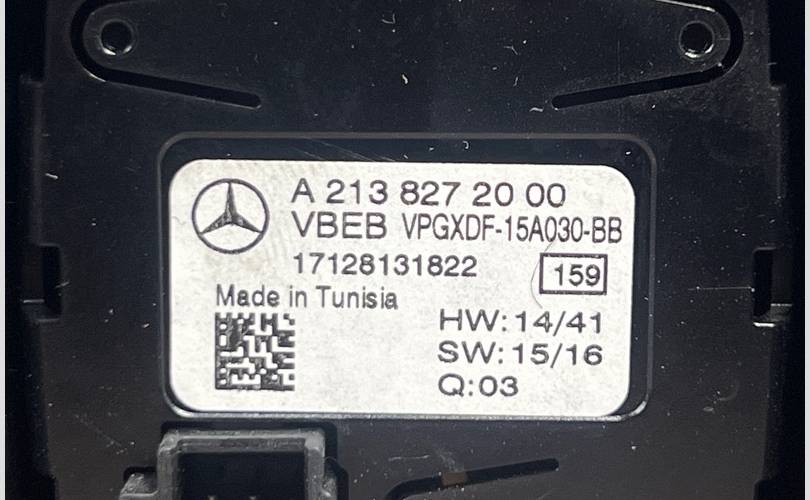 A 213 827 20 00
VBEB VPGXDF-15A030-BB
17128131822 159
Made in Tunisia
HW:14/41
SW:15/16
Q:03